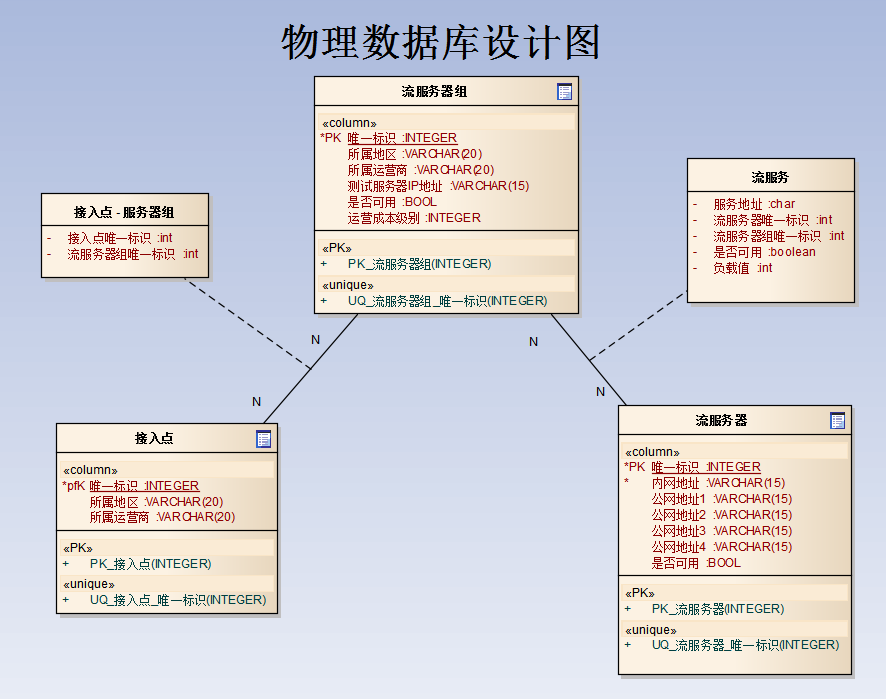 物理数据库设计图
流服务器组
«column»
*PK 唯一标识 :INTEGER
所属地区 :VARCHAR(20)
所属运营商 :VARCHAR(20)
测试服务器IP地址 :VARCHAR(15)
是否可用 :BOOL
运营成本级别 :INTEGER
«PK»
+ PK_流服务器组(INTEGER)
«unique»
+ UQ_流服务器组_唯一标识(INTEGER)
接入点 - 服务器组
- 接入点唯一标识 :int
- 流服务器组唯一标识 :int
流服务
- 服务地址 :char
- 流服务器唯一标识 :int
- 流服务器组唯一标识 :int
- 是否可用 :boolean
- 负载值 :int
N
N
N
N
接入点
«column»
*pfK 唯一标识 :INTEGER
所属地区 :VARCHAR(20)
所属运营商 :VARCHAR(20)
«PK»
+ PK_接入点(INTEGER)
«unique»
+ UQ_接入点_唯一标识(INTEGER)
流服务器
«column»
*PK 唯一标识 :INTEGER
* 内网地址 :VARCHAR(15)
公网地址1 :VARCHAR(15)
公网地址2 :VARCHAR(15)
公网地址3 :VARCHAR(15)
公网地址4 :VARCHAR(15)
是否可用 :BOOL
«PK»
+ PK_流服务器(INTEGER)
«unique»
+ UQ_流服务器_唯一标识(INTEGER)